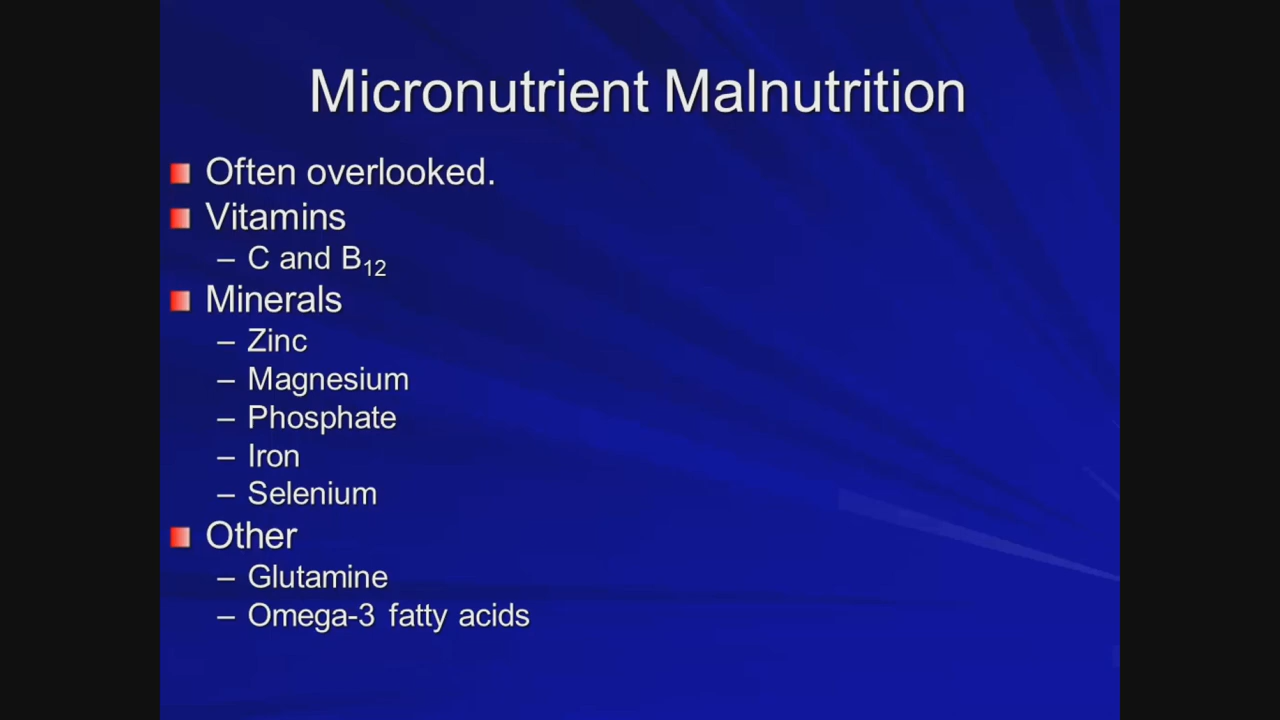 Micronutrient Malnutrition
Often overlooked.
Vitamins
– C and B₁₂
Minerals
– Zinc
– Magnesium
– Phosphate
– Iron
– Selenium
Other
– Glutamine
– Omega-3 fatty acids